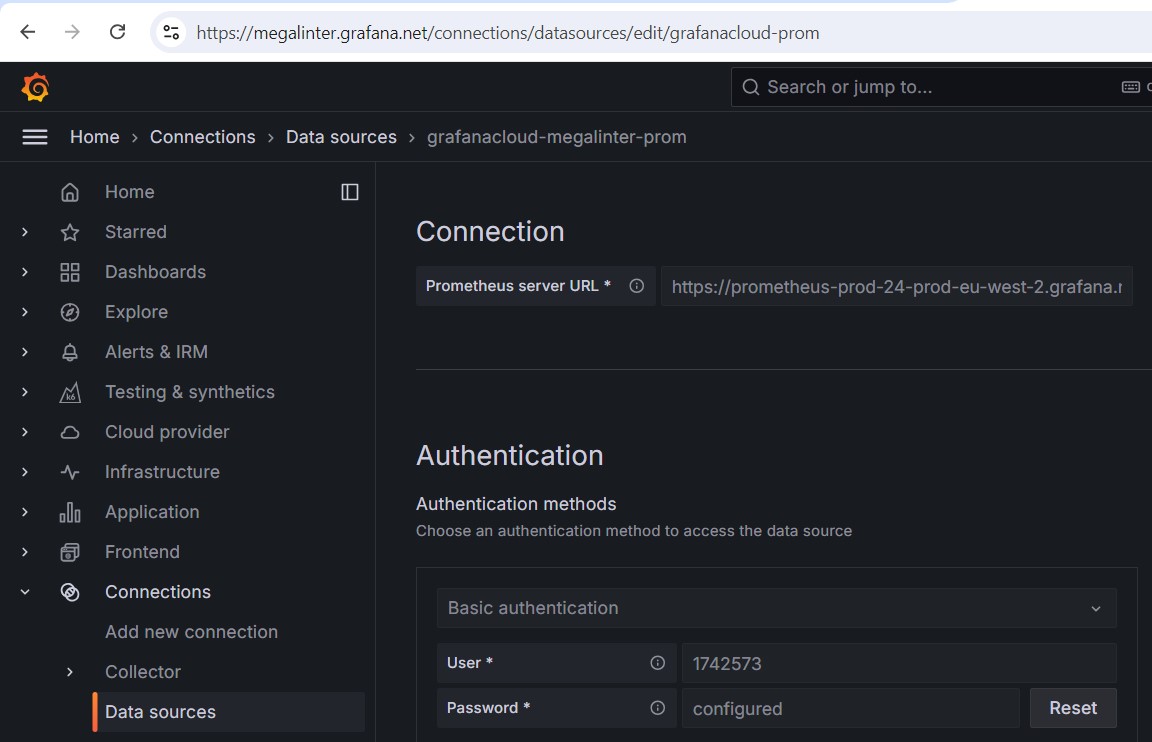 https://megalinter.grafana.net/connections/datasources/edit/grafanacloud-prom
Search or jump to...
Home › Connections › Data sources › grafanacloud-megalinter-prom
Home
Starred
Dashboards
Explore
Alerts & IRM
Testing & synthetics
Cloud provider
Infrastructure
Application
Frontend
Connections
Add new connection
Collector
Data sources
Connection
Prometheus server URL *
https://prometheus-prod-24-prod-eu-west-2.grafana.
Authentication
Authentication methods
Choose an authentication method to access the data source
Basic authentication
User *
1742573
Password *
configured
Reset